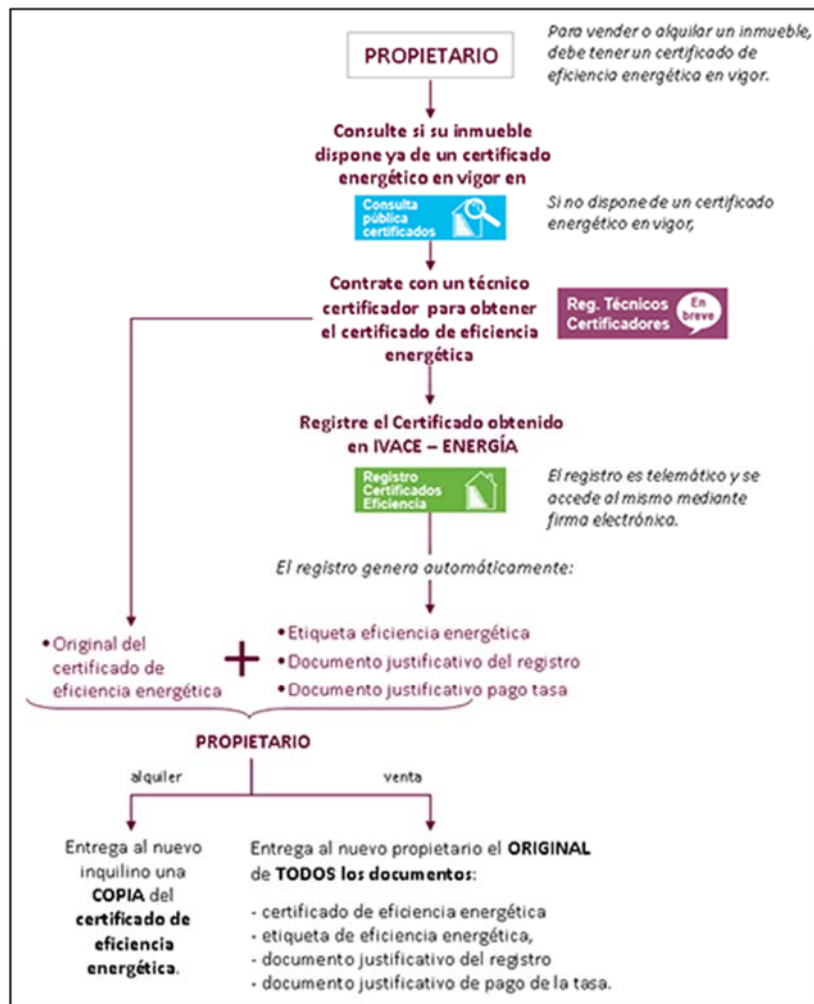 PROPIETARIO
Para vender o alquilar un inmueble,
debe tener un certificado de
eficiencia energética en vigor.
Consulte si su inmueble
dispone ya de un certificado
energético en vigor en
Consulta
pública
certificados
Si no dispone de un certificado
energético en vigor,
Contrate con un técnico
certificador para obtener
el certificado de eficiencia
energética
Reg. Técnicos
Certificadores
En
breve
Registre el Certificado obtenido
en IVACE – ENERGÍA
Registro
Certificados
Eficiencia
El registro es telemático y se
accede al mismo mediante
firma electrónica.
El registro genera automáticamente:
• Original del
certificado de
eficiencia energética
+
• Etiqueta eficiencia energética
• Documento justificativo del registro
• Documento justificativo pago tasa
PROPIETARIO
alquiler
venta
Entrega al nuevo
inquilino una
COPIA del
certificado de
eficiencia
energética.
Entrega al nuevo propietario el ORIGINAL
de TODOS los documentos:
- certificado de eficiencia energética
- etiqueta de eficiencia energética,
- documento justificativo del registro
- documento justificativo de pago de la tasa.